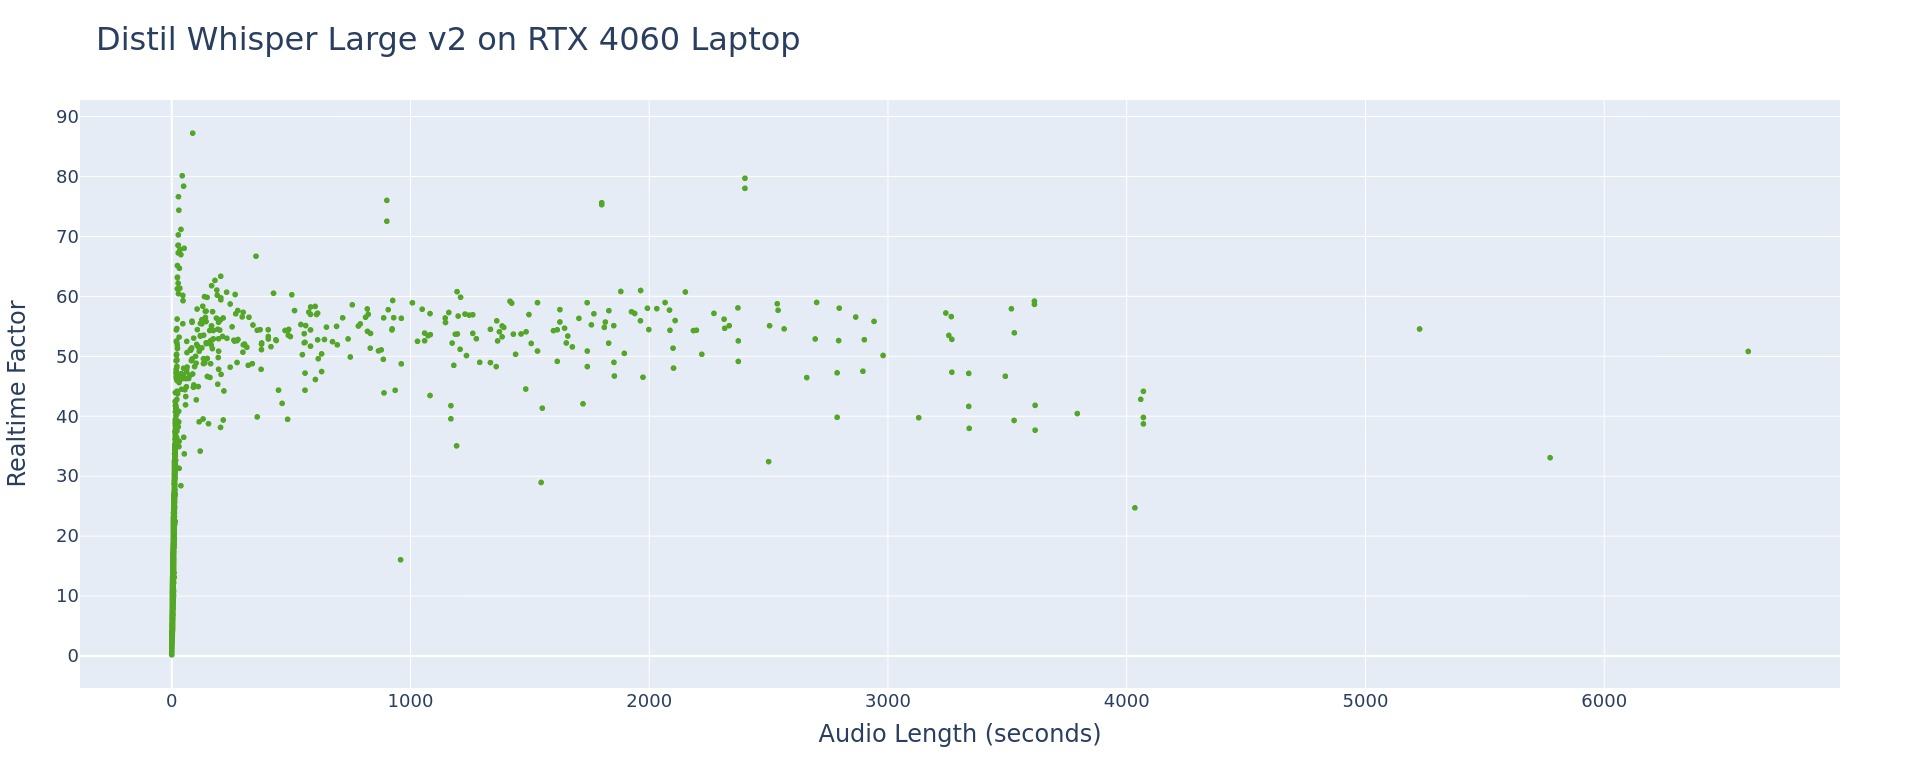 Distil Whisper Large v2 on RTX 4060 Laptop
90
80
70
60
50
40
30
20
10
0
Realtime Factor
0 1000 2000 3000 4000 5000 6000
Audio Length (seconds)